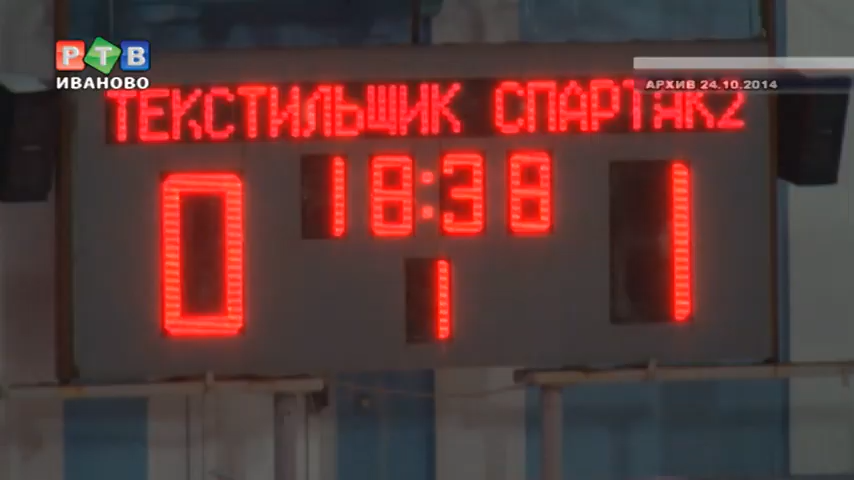 РТВ
ИВАНОВО
АРХИВ 24.10.2014
ТЕКСТИЛЬЩИК СПАРТАК2
0 18:38 1
1